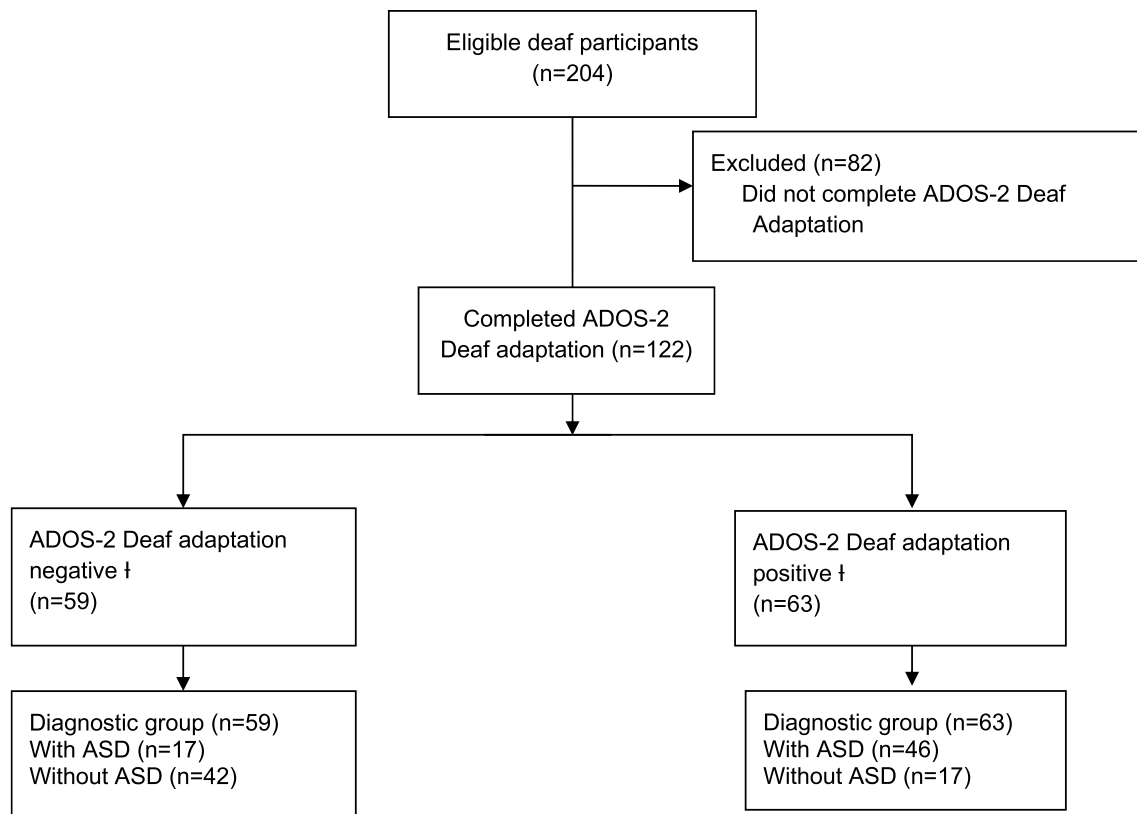 Eligible deaf participants
(n=204)
Excluded (n=82)
Did not complete ADOS-2 Deaf
Adaptation
Completed ADOS-2
Deaf adaptation (n=122)
ADOS-2 Deaf adaptation
negative ƚ
(n=59)
ADOS-2 Deaf adaptation
positive ƚ
(n=63)
Diagnostic group (n=59)
With ASD (n=17)
Without ASD (n=42)
Diagnostic group (n=63)
With ASD (n=46)
Without ASD (n=17)